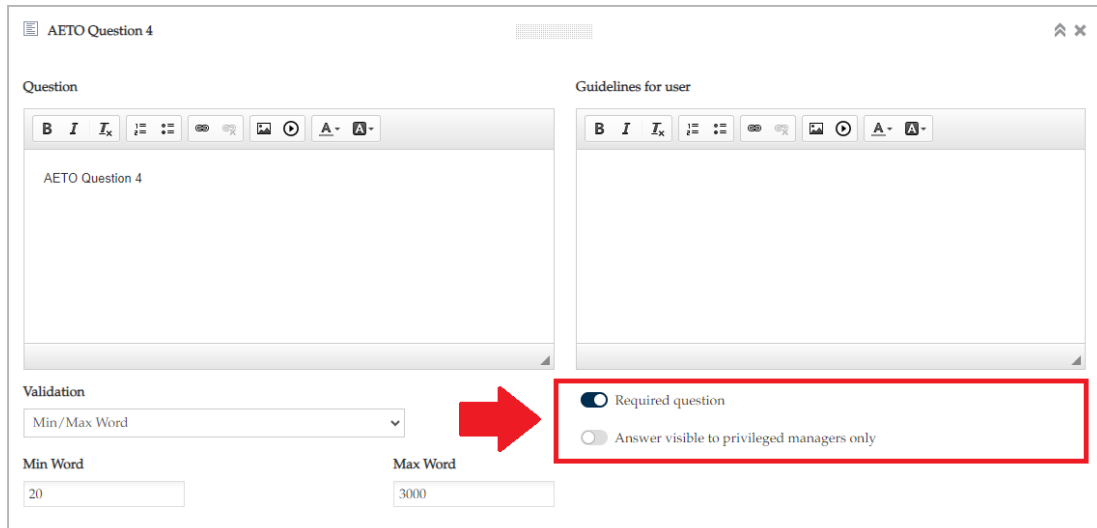 AETO Question 4
Question
Guidelines for user
AETO Question 4
Validation
Min/Max Word
Required question
Answer visible to privileged managers only
Min Word
Max Word
20
3000